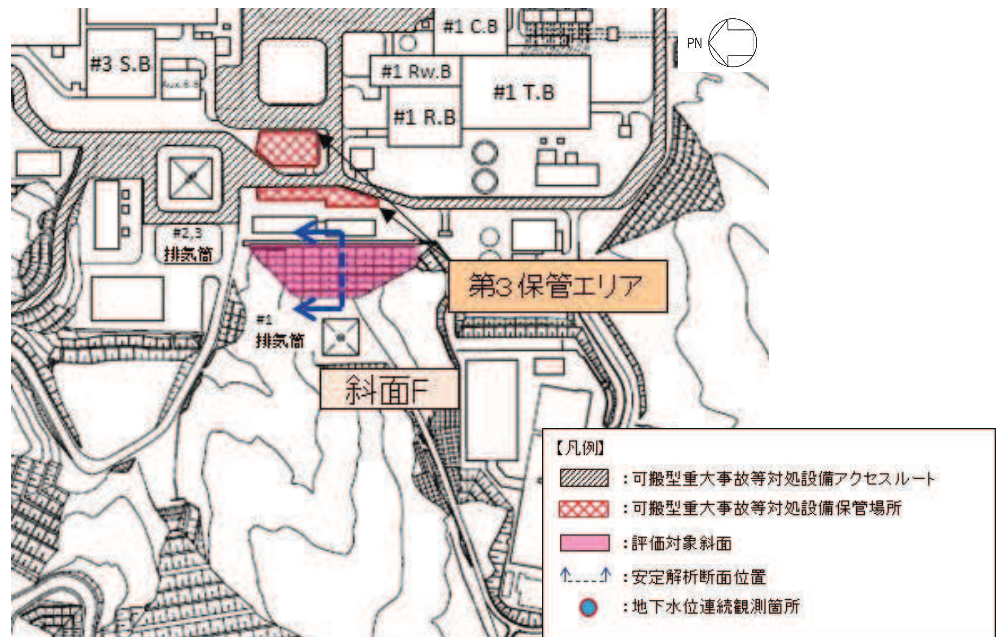 #1 C.B
PN
#3 S.B
#1 Rw.B
#1 T.B
#1 R.B
#2,3
排気筒
第3保管エリア
#1
排気筒
斜面F
【凡例】
：可搬型重大事故等対処設備アクセスルート
：可搬型重大事故等対処設備保管場所
：評価対象斜面
：安定解析断面位置
：地下水位連続観測箇所